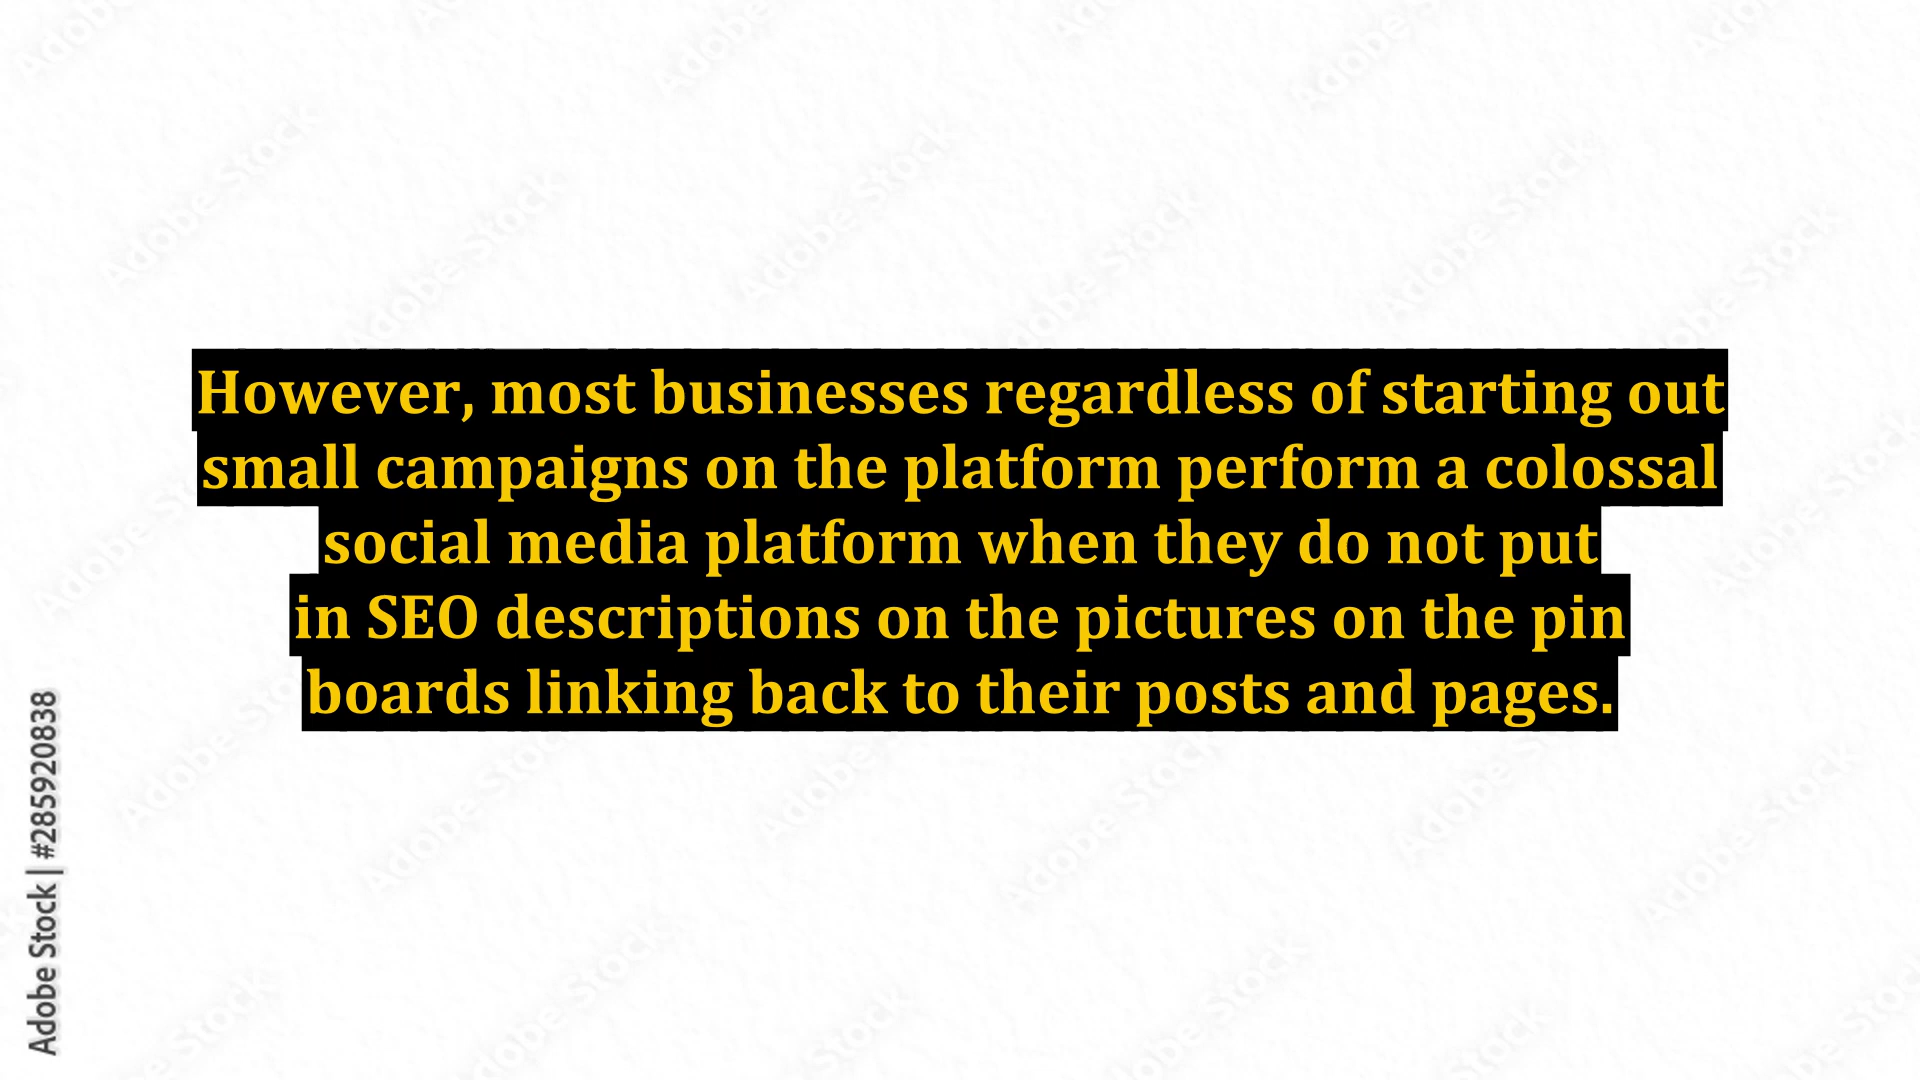 However, most businesses regardless of starting out
small campaigns on the platform perform a colossal
social media platform when they do not put
in SEO descriptions on the pictures on the pin
boards linking back to their posts and pages.
Adobe Stock | #285920838